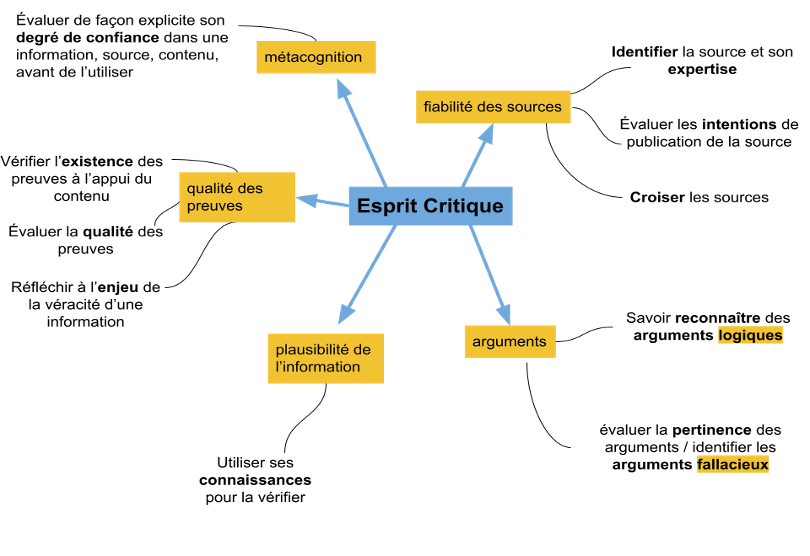 Évaluer de façon explicite son
degré de confiance dans une
information, source, contenu,
avant de l'utiliser
métacognition
Identifier la source et son
expertise
fiabilité des sources
Évaluer les intentions de
publication de la source
Croiser les sources
Vérifier l'existence des
preuves à l'appui du
contenu
qualité des
preuves
Esprit Critique
Évaluer la qualité des
preuves
Réfléchir à l'enjeu de
la véracité d'une
information
plausibilité de
l'information
arguments
Savoir reconnaître des
arguments logiques
évaluer la pertinence des
arguments / identifier les
arguments fallacieux
Utiliser ses
connaissances
pour la vérifier